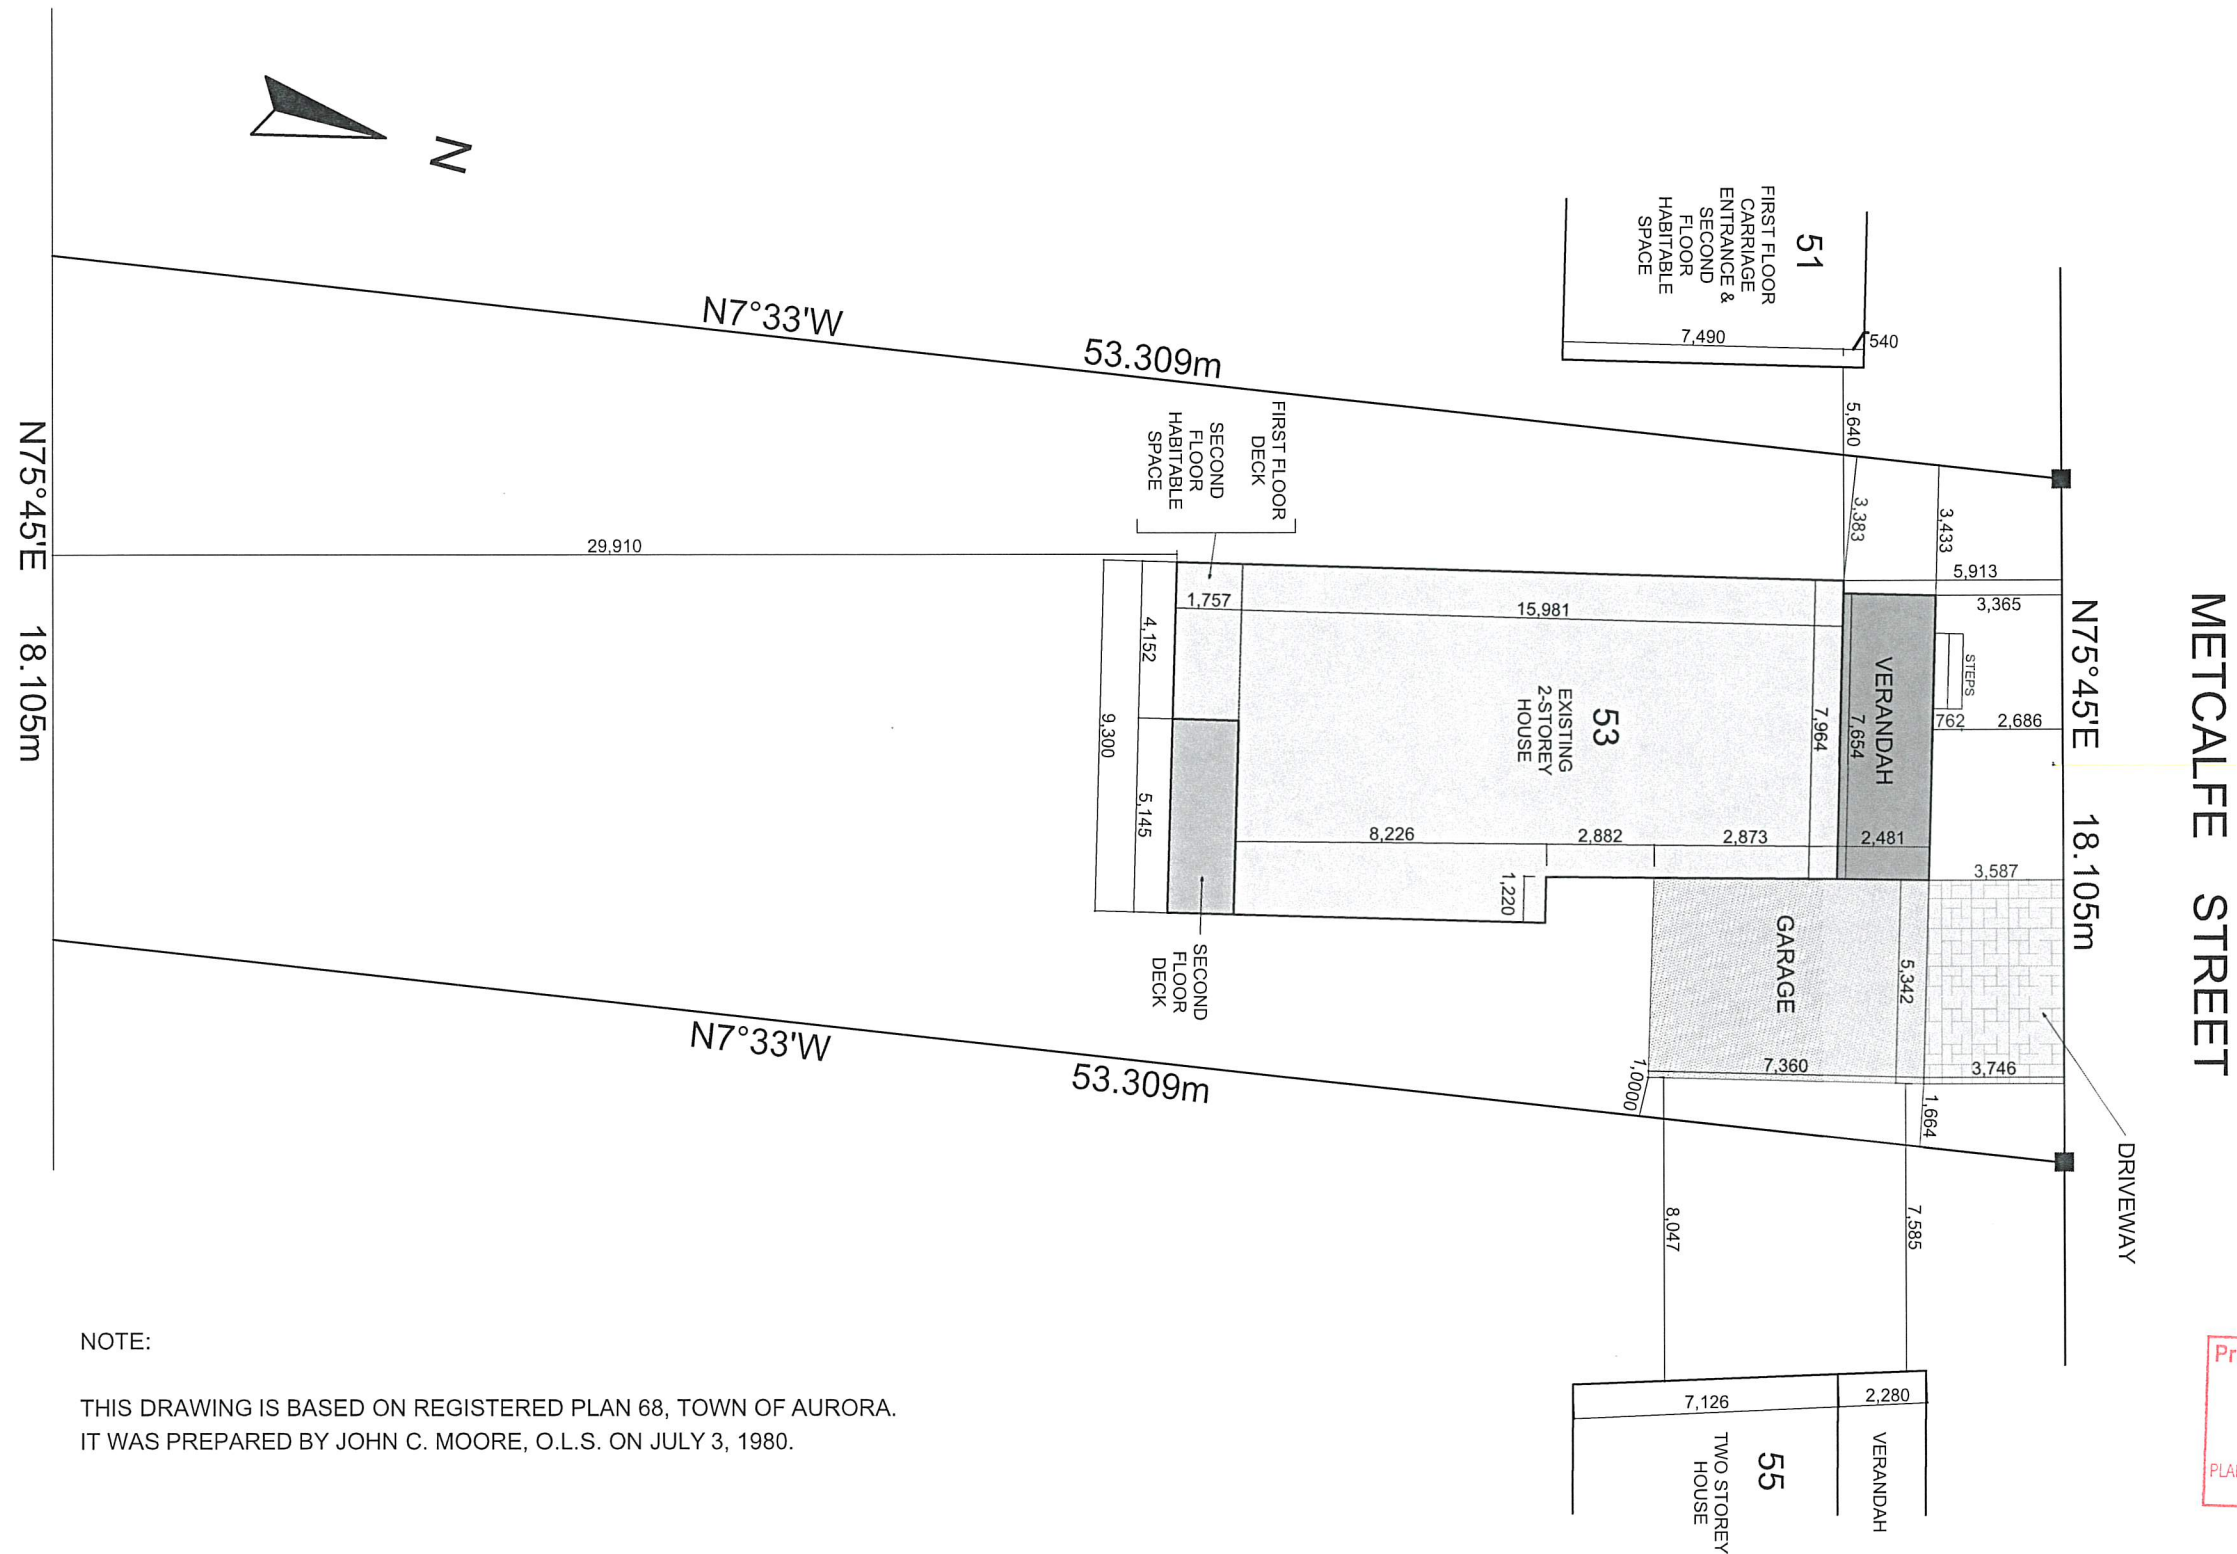 METCALFE STREET
N75°45'E 18.105m
DRIVEWAY
51
FIRST FLOOR
CARRIAGE
ENTRANCE &
SECOND
FLOOR
HABITABLE
SPACE
7,490
540
5,640
3,383
3,433
5,913
3,365
STEPS
762
2,686
VERANDAH
7,654
7,964
2,481
3,587
5,342
GARAGE
7,360
3,746
1,0000
1,664
53
EXISTING
2-STOREY
HOUSE
15,981
1,757
8,226
2,882
2,873
1,220
FIRST FLOOR
DECK
SECOND
FLOOR
HABITABLE
SPACE
4,152
9,300
5,145
SECOND
FLOOR
DECK
29,910
N7°33'W 53.309m
N7°33'W 53.309m
N75°45'E 18.105m
N
8,047
7,585
7,126
2,280
55
TWO STOREY
HOUSE
VERANDAH
NOTE:
THIS DRAWING IS BASED ON REGISTERED PLAN 68, TOWN OF AURORA.
IT WAS PREPARED BY JOHN C. MOORE, O.L.S. ON JULY 3, 1980.
Pr
PLA